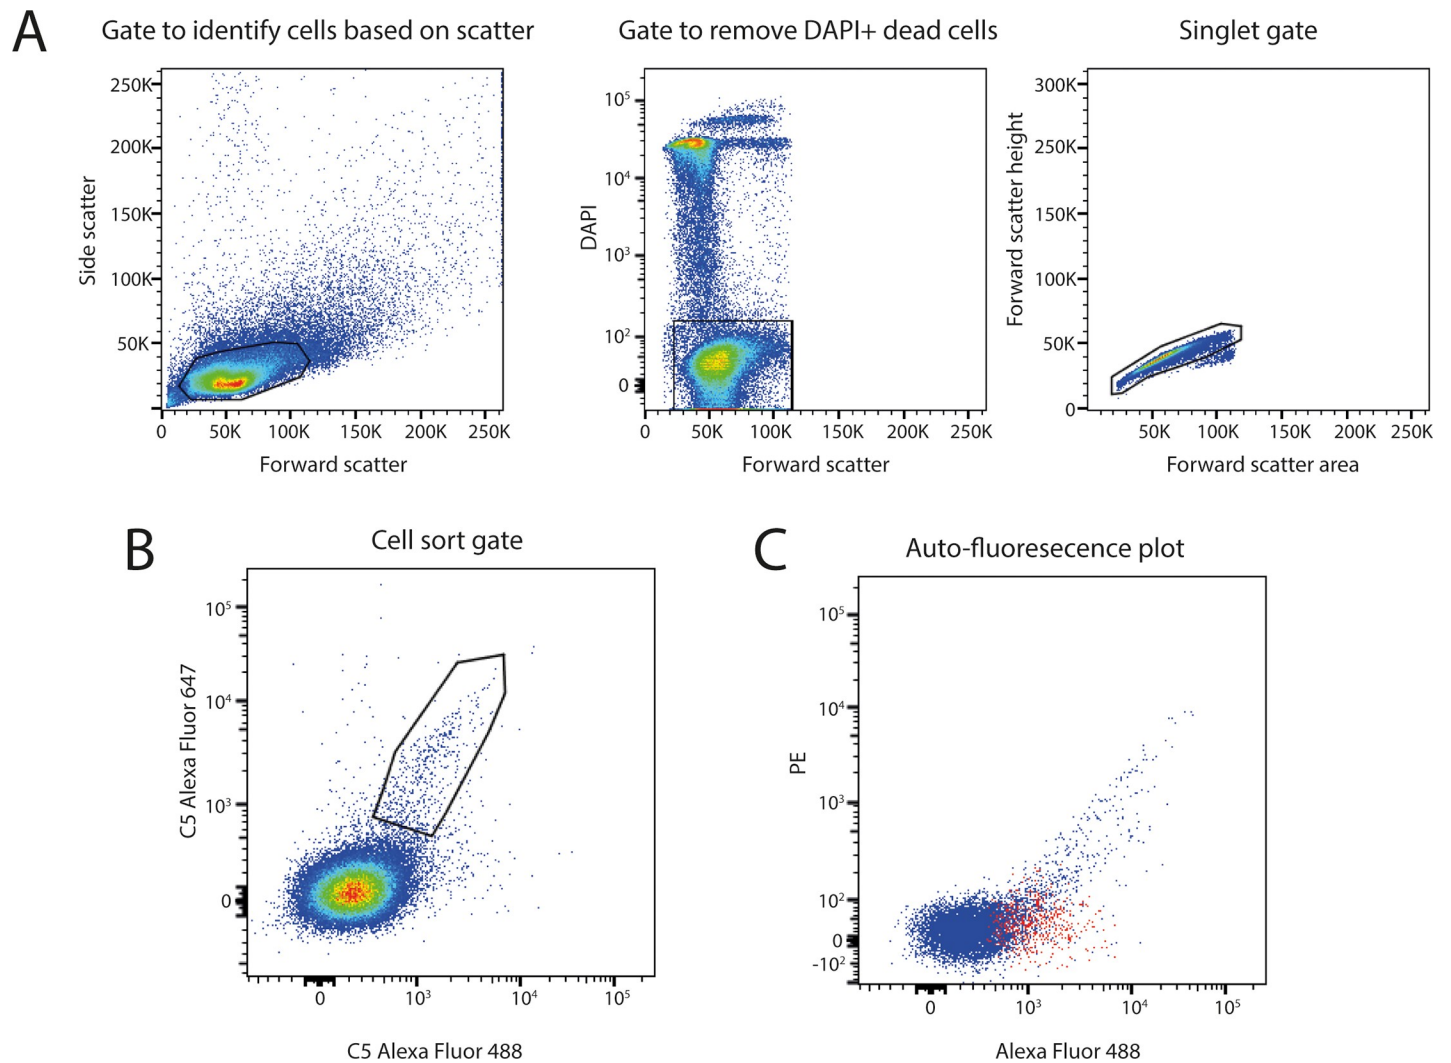 A
Gate to identify cells based on scatter
Gate to remove DAPI+ dead cells
Singlet gate
Side scatter
250K
200K
150K
100K
50K
0
50K
100K
150K
200K
250K
Forward scatter
DAPI
10⁵
10⁴
10³
10²
0
0
50K
100K
150K
200K
250K
Forward scatter
Forward scatter height
300K
250K
150K
100K
50K
0
50K
100K
150K
200K
250K
Forward scatter area
B
Cell sort gate
C5 Alexa Fluor 647
10⁵
10⁴
10³
0
0
10³
10⁴
10⁵
C5 Alexa Fluor 488
C
Auto-fluoresecence plot
PE
10⁵
10⁴
10³
10²
0
-10²
0
10³
10⁴
10⁵
Alexa Fluor 488